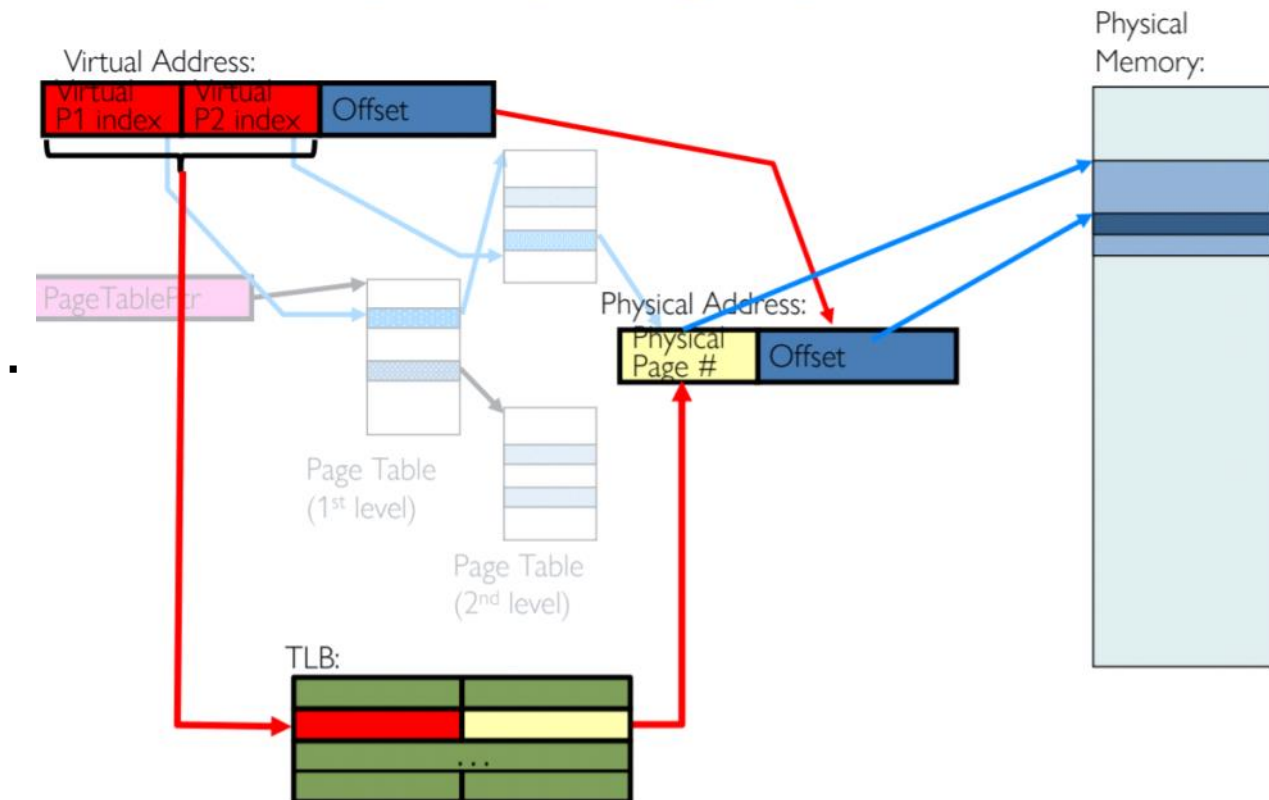 Physical
Memory:
Virtual Address:
Virtual
P1 index
Virtual
P2 index
Offset
PageTablePtr
Physical Address:
Physical
Page #
Offset
Page Table
(1st level)
Page Table
(2nd level)
TLB:
...